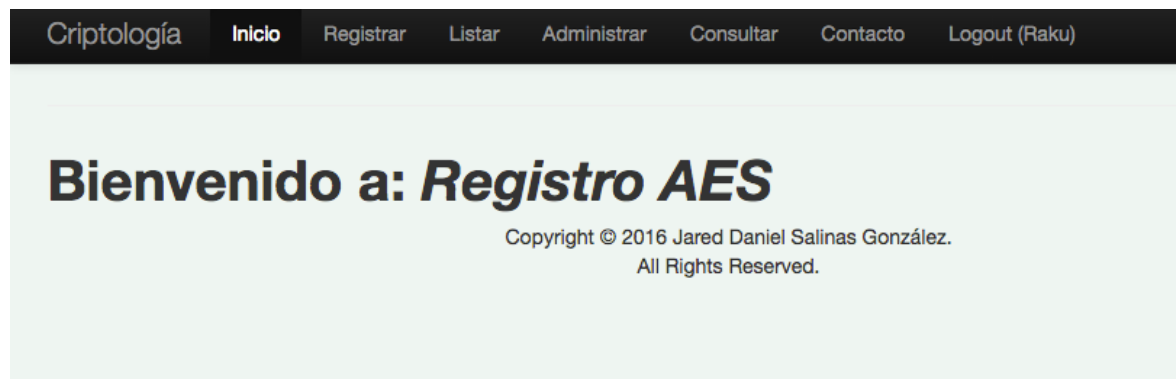 Criptología Inicio Registrar Listar Administrar Consultar Contacto Logout (Raku)
Bienvenido a: Registro AES
Copyright © 2016 Jared Daniel Salinas González.
All Rights Reserved.